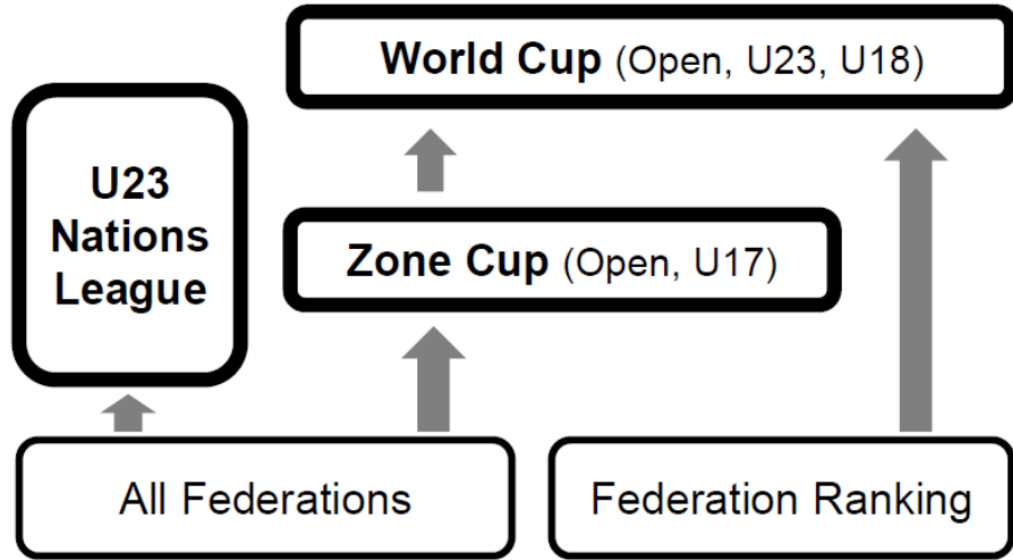 World Cup (Open, U23, U18)
U23
Nations
League
Zone Cup (Open, U17)
All Federations
Federation Ranking